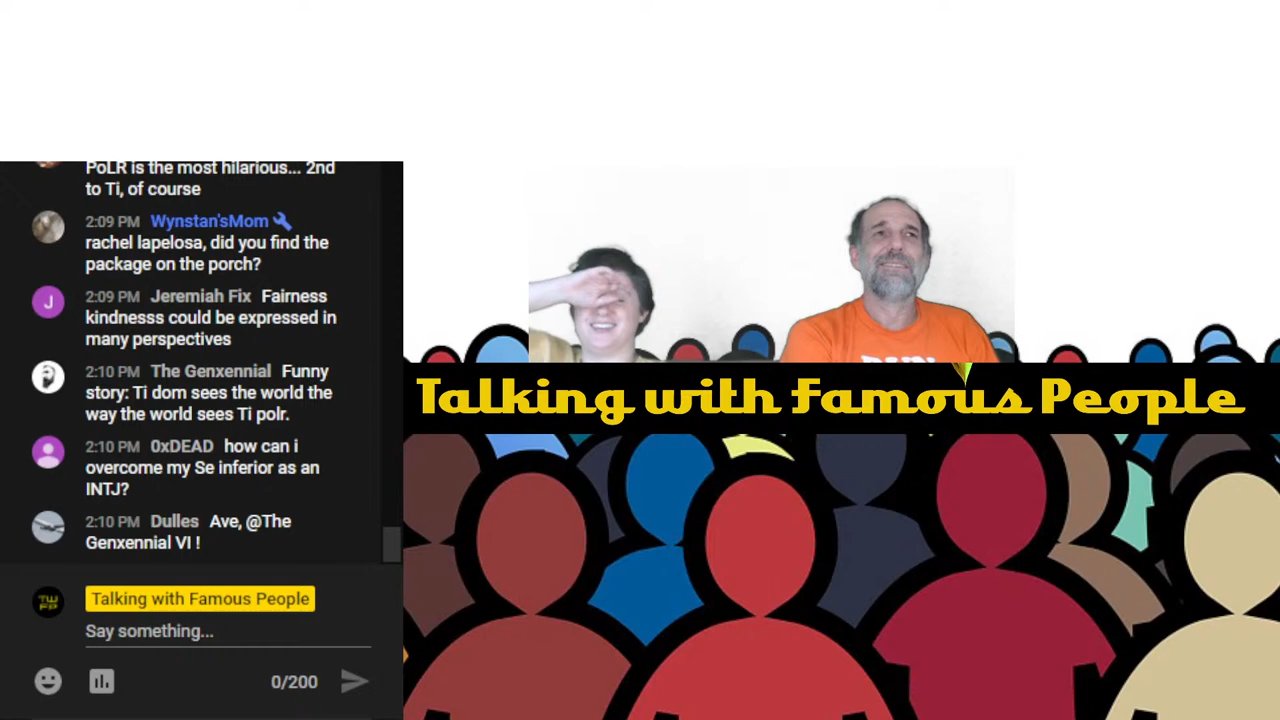 PoLR is the most hilarious... 2nd
to Ti, of course
2:09 PM Wynstan'sMom
rachel lapelosa, did you find the
package on the porch?
2:09 PM Jeremiah Fix Fairness
kindnesss could be expressed in
many perspectives
2:10 PM The Genxennial Funny
story: Ti dom sees the world the
way the world sees Ti polr.
2:10 PM 0xDEAD how can i
overcome my Se inferior as an
INTJ?
2:10 PM Dulles Ave, @The
Genxennial VI !
Talking with Famous People
Say something...
0/200
J
TW
FP
Talking with Famous People